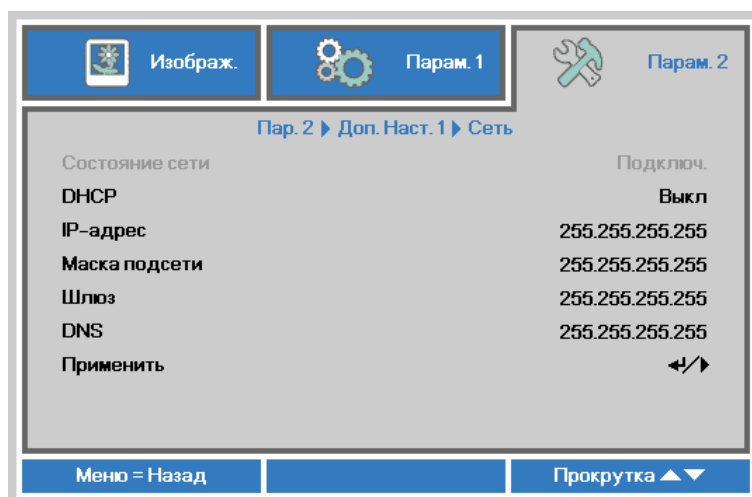 Изображ.
Парам. 1
Парам. 2
Пар. 2 ▶ Доп. Наст. 1 ▶ Сеть
Состояние сети Подключ.
DHCP Выкл
IP-адрес 255.255.255.255
Маска подсети 255.255.255.255
Шлюз 255.255.255.255
DNS 255.255.255.255
Применить ↵/▶
Меню = Назад
Прокрутка ▲▼